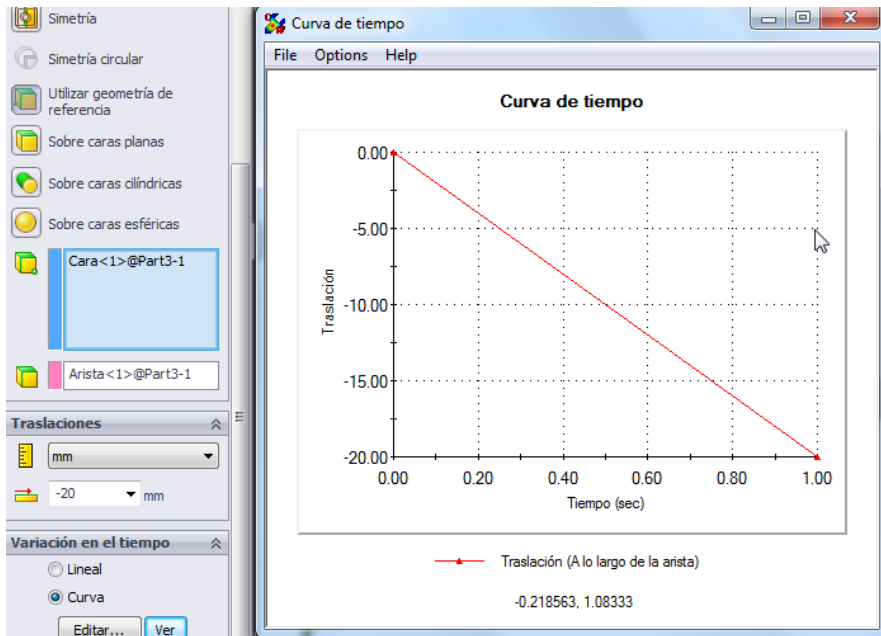 Simetría
Simetría circular
Utilizar geometría de
referencia
Sobre caras planas
Sobre caras cilíndricas
Sobre caras esféricas
Cara<1>@Part3-1
Arista<1>@Part3-1
Traslaciones
mm
-20
mm
Variación en el tiempo
Lineal
Curva
Editar...
Ver
Curva de tiempo
File Options Help
Curva de tiempo
0.00
-5.00
-10.00
-15.00
-20.00
Traslación
0.00 0.20 0.40 0.60 0.80 1.00
Tiempo (sec)
Traslación (A lo largo de la arista)
-0.218563, 1.08333